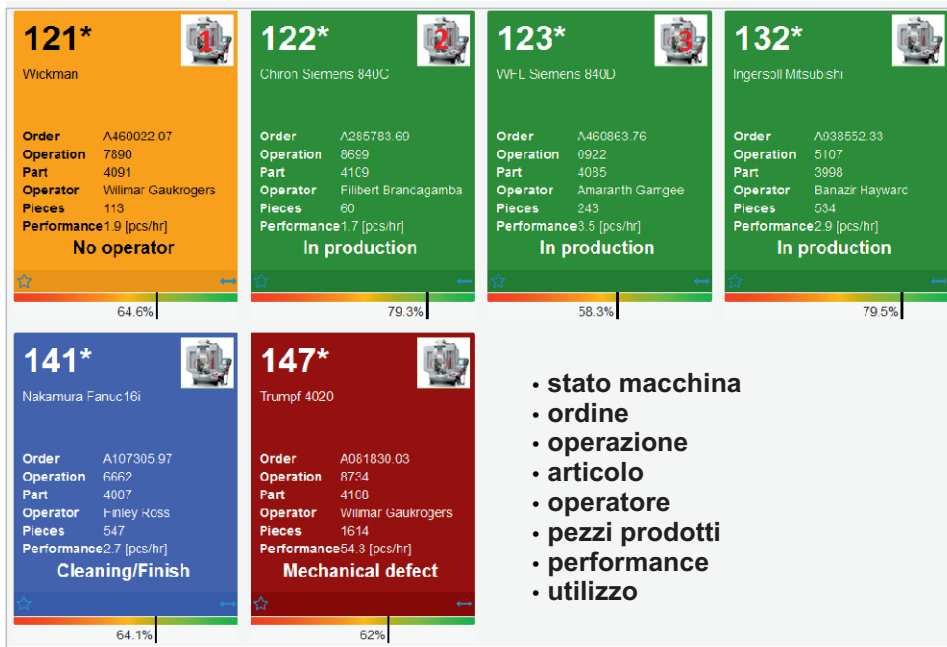 121*
1
Wickman
Order A460022.07
Operation 7890
Part 4091
Operator Wilimar Gaukrogers
Pieces 113
Performance 1.9 [pcs/hr]
No operator
64.6%
122*
2
Chiron Siemens 840C
Order A285783.69
Operation 8699
Part 4109
Operator Filibert Brandagamba
Pieces 60
Performance 1.7 [pcs/hr]
In production
79.3%
123*
3
WFL Siemens 840D
Order A460863.76
Operation 0922
Part 4085
Operator Amaranth Gamgee
Pieces 243
Performance 3.5 [pcs/hr]
In production
58.3%
132*
Ingersoll Mitsubishi
Order A038552.33
Operation 5107
Part 3998
Operator Banazir Hayward
Pieces 534
Performance 2.9 [pcs/hr]
In production
79.5%
141*
Nakamura Fanuc 16i
Order A107305.97
Operation 6662
Part 4007
Operator Finley Ross
Pieces 547
Performance 2.7 [pcs/hr]
Cleaning/Finish
64.1%
147*
Trumpf 4020
Order A081830.03
Operation 8734
Part 4108
Operator Wilimar Gaukrogers
Pieces 1614
Performance 54.3 [pcs/hr]
Mechanical defect
62%
• stato macchina
• ordine
• operazione
• articolo
• operatore
• pezzi prodotti
• performance
• utilizzo